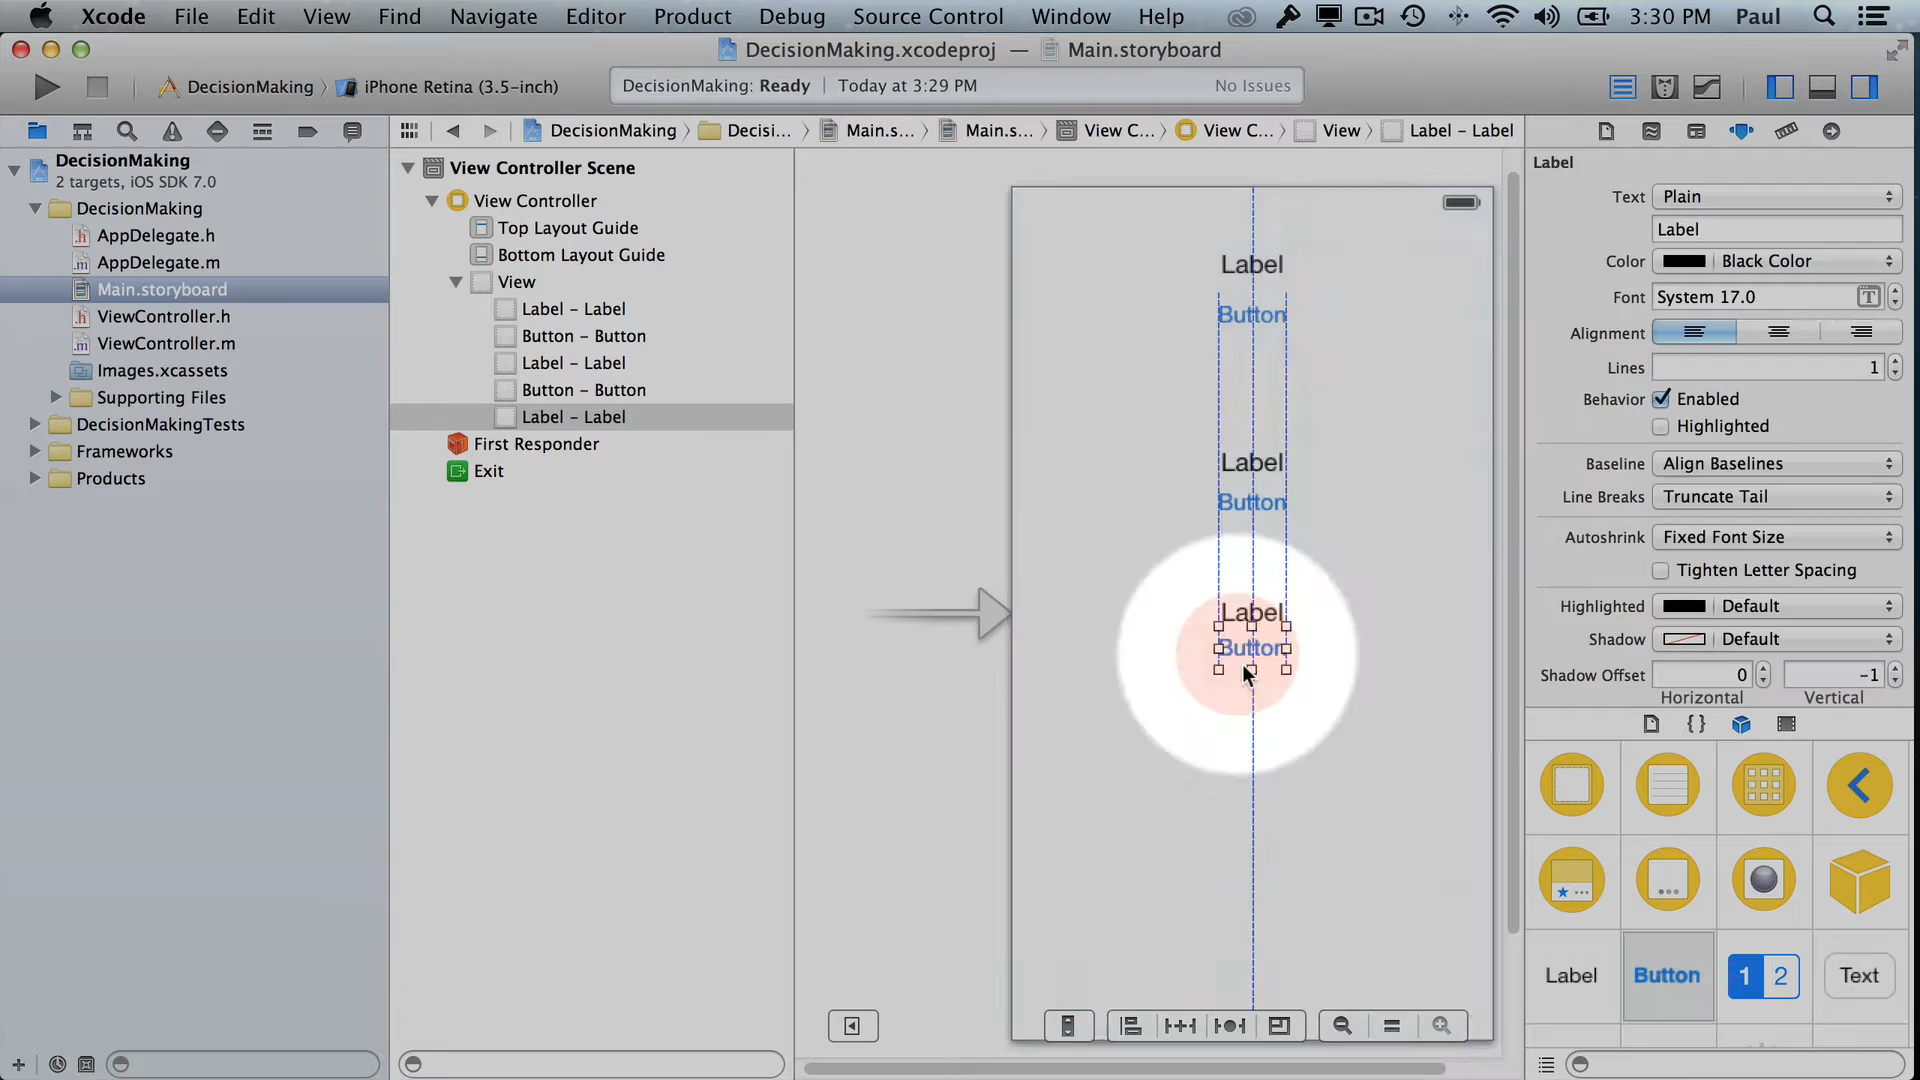 Xcode File Edit View Find Navigate Editor Product Debug Source Control Window Help 3:30 PM Paul
DecisionMaking.xcodeproj — Main.storyboard
DecisionMaking iPhone Retina (3.5-inch) DecisionMaking: Ready Today at 3:29 PM No Issues
DecisionMaking Decisi... Main.s... Main.s... View C... View C... View Label – Label
DecisionMaking
2 targets, iOS SDK 7.0
DecisionMaking
AppDelegate.h
AppDelegate.m
Main.storyboard
ViewController.h
ViewController.m
Images.xcassets
Supporting Files
DecisionMakingTests
Frameworks
Products
View Controller Scene
View Controller
Top Layout Guide
Bottom Layout Guide
View
Label – Label
Button – Button
Label – Label
Button – Button
Label – Label
First Responder
Exit
Label
Button
Label
Button
Label
Button
Label
Text Plain
Label
Color Black Color
Font System 17.0
Alignment
Lines 1
Behavior Enabled
Highlighted
Baseline Align Baselines
Line Breaks Truncate Tail
Autoshrink Fixed Font Size
Tighten Letter Spacing
Highlighted Default
Shadow Default
Shadow Offset 0 -1
Horizontal Vertical
Label Button 1 2 Text